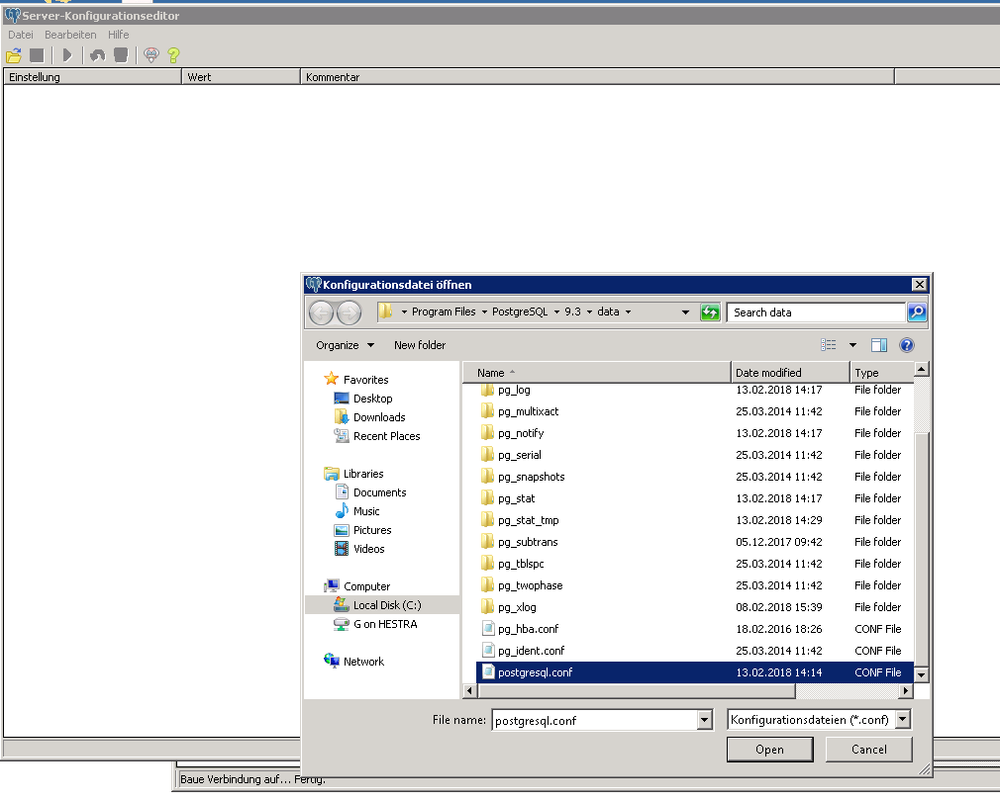 Server-Konfigurationseditor
Datei Bearbeiten Hilfe
Einstellung Wert Kommentar
Konfigurationsdatei öffnen
Program Files PostgreSQL 9.3 data Search data
Organize New folder
Favorites
Desktop
Downloads
Recent Places
Libraries
Documents
Music
Pictures
Videos
Computer
Local Disk (C:)
G on HESTRA
Network
Name Date modified Type
pg_log 13.02.2018 14:17 File folder
pg_multixact 25.03.2014 11:42 File folder
pg_notify 13.02.2018 14:17 File folder
pg_serial 25.03.2014 11:42 File folder
pg_snapshots 25.03.2014 11:42 File folder
pg_stat 13.02.2018 14:17 File folder
pg_stat_tmp 13.02.2018 14:29 File folder
pg_subtrans 05.12.2017 09:42 File folder
pg_tblspc 25.03.2014 11:42 File folder
pg_twophase 25.03.2014 11:42 File folder
pg_xlog 08.02.2018 15:39 File folder
pg_hba.conf 18.02.2016 18:26 CONF File
pg_ident.conf 25.03.2014 11:42 CONF File
postgresql.conf 13.02.2018 14:14 CONF File
File name: postgresql.conf Konfigurationsdateien (*.conf)
Open Cancel
Baue Verbindung auf... Fertig.